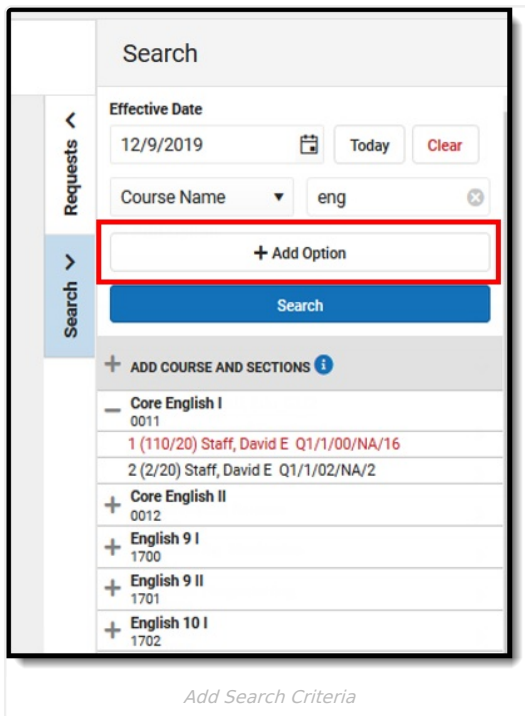 Search
Effective Date
12/9/2019 Today Clear
Course Name eng
+ Add Option
Search
+ ADD COURSE AND SECTIONS i
Core English I
0011
1 (110/20) Staff, David E Q1/1/00/NA/16
2 (2/20) Staff, David E Q1/1/02/NA/2
Core English II
0012
English 9 I
1700
English 9 II
1701
English 10 I
1702
Requests
Search
Add Search Criteria